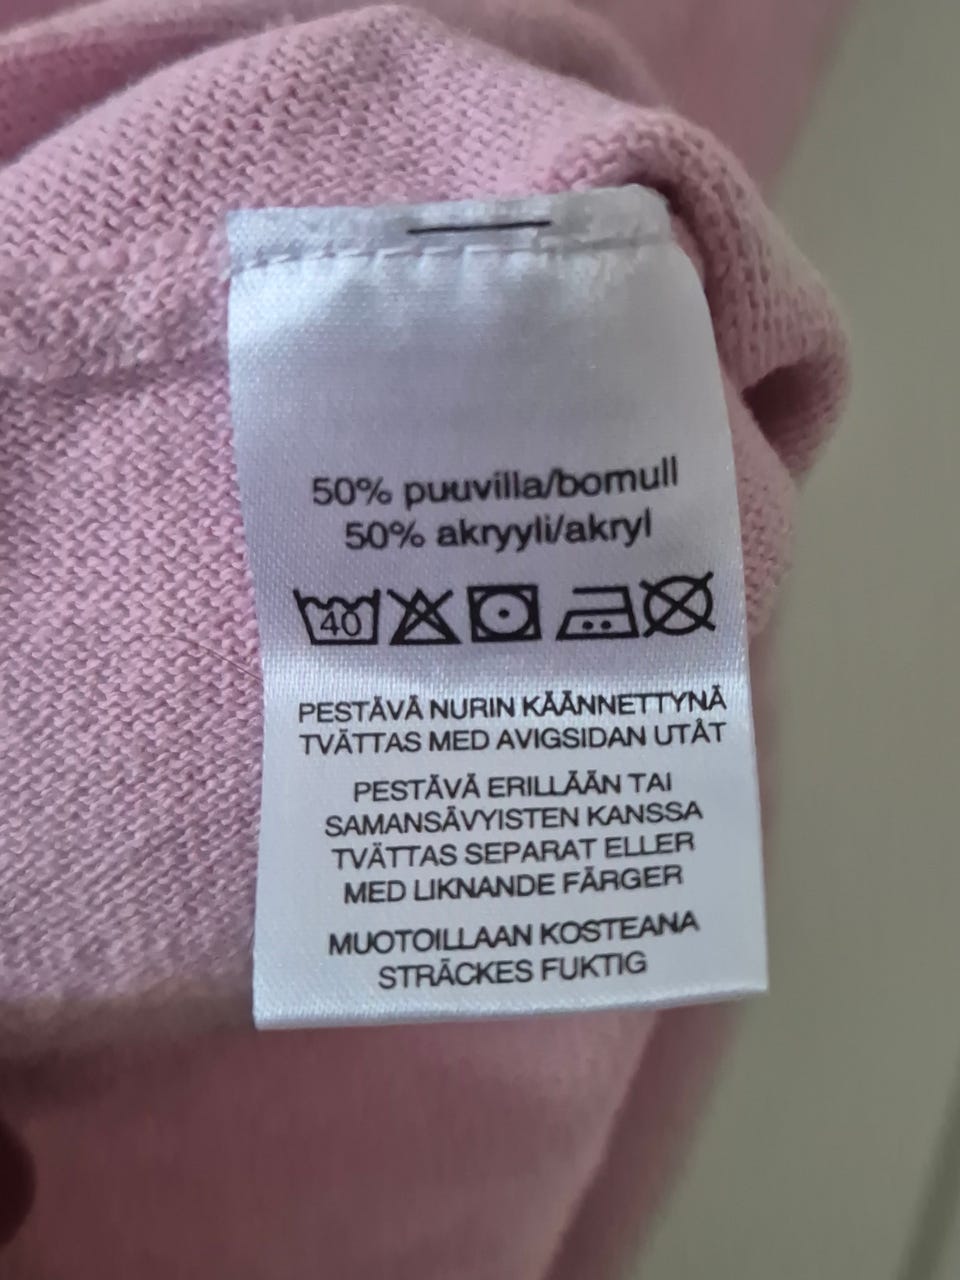 50% puuvilla/bomull
50% akryyli/akryl
40
PESTÄVÄ NURIN KÄÄNNETTYNÄ
TVÄTTAS MED AVIGSIDAN UTÅT
PESTÄVÄ ERILLÄÄN TAI
SAMANSÄVYISTEN KANSSA
TVÄTTAS SEPARAT ELLER
MED LIKNANDE FÄRGER
MUOTOILLAAN KOSTEANA
STRÄCKES FUKTIG